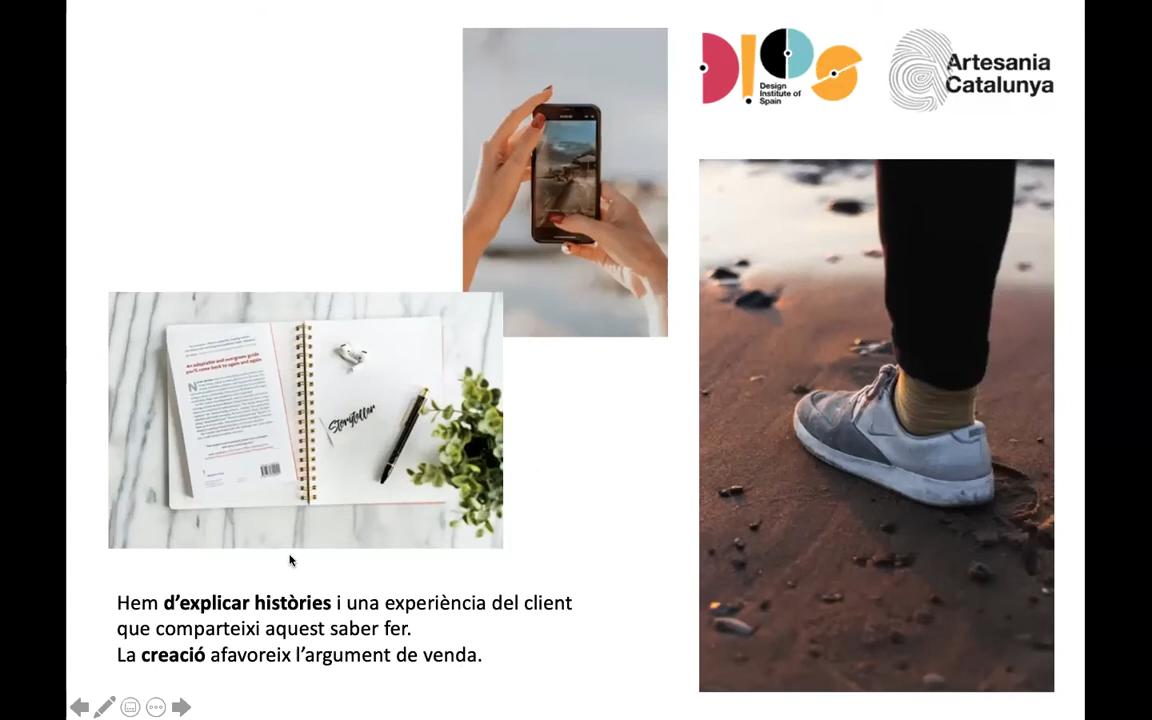 D!OS
Design
Institute of
Spain
Artesania
Catalunya
An adaptable and evergreen guide
you'll come back to again and again
Storyteller
Hem d’explicar històries i una experiència del client
que comparteixi aquest saber fer.
La creació afavoreix l’argument de venda.